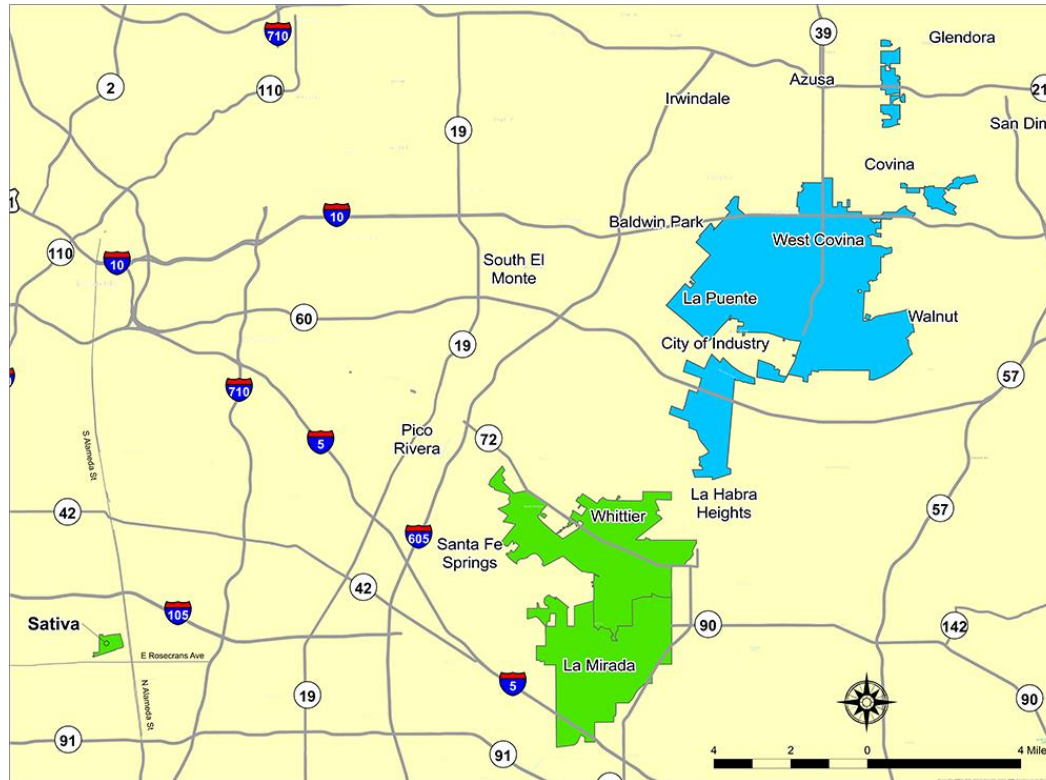 710
39
Glendora
2
110
Azusa
21
Irwindale
19
San Dim
Covina
1
10
Baldwin Park
West Covina
110
10
South El
Monte
La Puente
60
Walnut
19
City of Industry
57
710
5
Pico
Rivera
72
S Alameda St
La Habra
Heights
42
57
Whittier
605
Santa Fe
Springs
42
105
Sativa
90
142
E Rosecrans Ave
La Mirada
5
N Alameda St
19
90
91
91
4 2 0 4 Mile